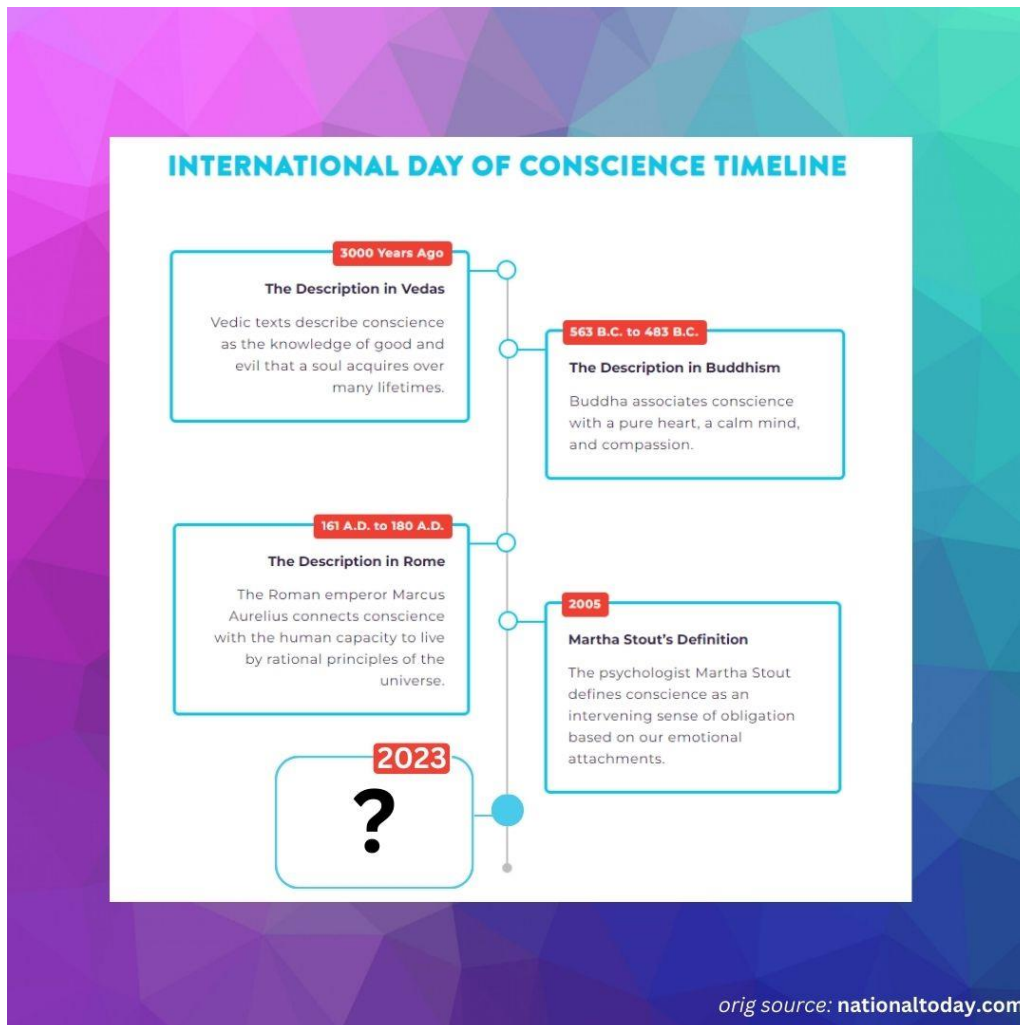 INTERNATIONAL DAY OF CONSCIENCE TIMELINE
3000 Years Ago
The Description in Vedas
Vedic texts describe conscience
as the knowledge of good and
evil that a soul acquires over
many lifetimes.
563 B.C. to 483 B.C.
The Description in Buddhism
Buddha associates conscience
with a pure heart, a calm mind,
and compassion.
161 A.D. to 180 A.D.
The Description in Rome
The Roman emperor Marcus
Aurelius connects conscience
with the human capacity to live
by rational principles of the
universe.
2005
Martha Stout's Definition
The psychologist Martha Stout
defines conscience as an
intervening sense of obligation
based on our emotional
attachments.
2023
?
orig source: nationaltoday.com